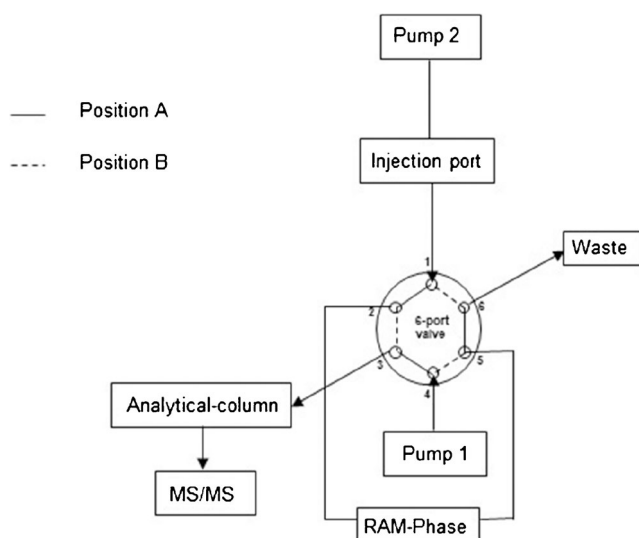 Pump 2
Position A
Position B
Injection port
Waste
1
2
6
6-port
valve
3
5
4
Analytical-column
Pump 1
MS/MS
RAM-Phase